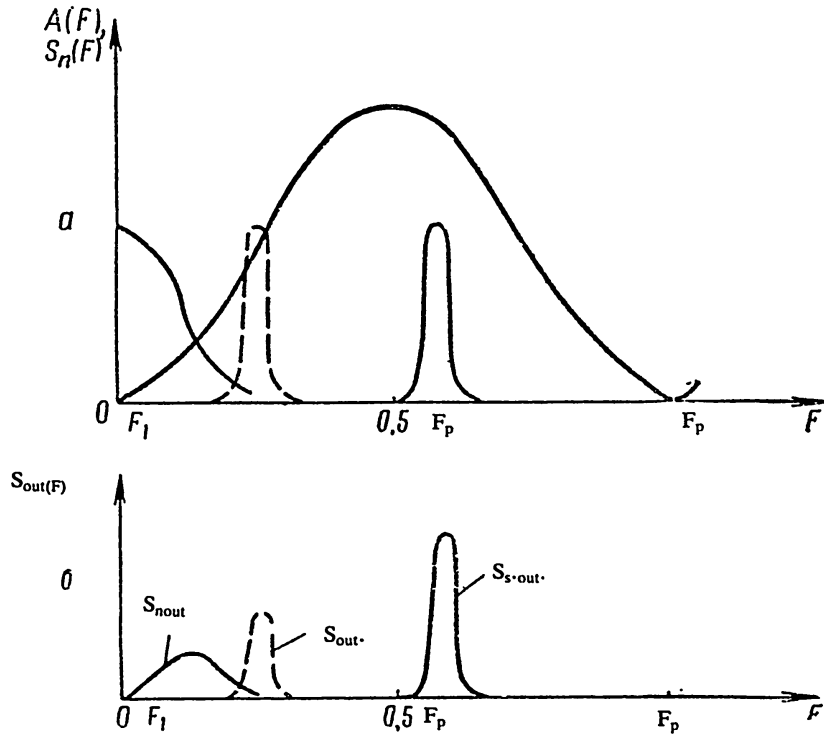 A(F),
Sn(F)
a
0 F1 0,5 Fp Fp F
Sout(F)
σ
Snout
Sout.
Ss.out.
0 F1 0,5 Fp Fp F